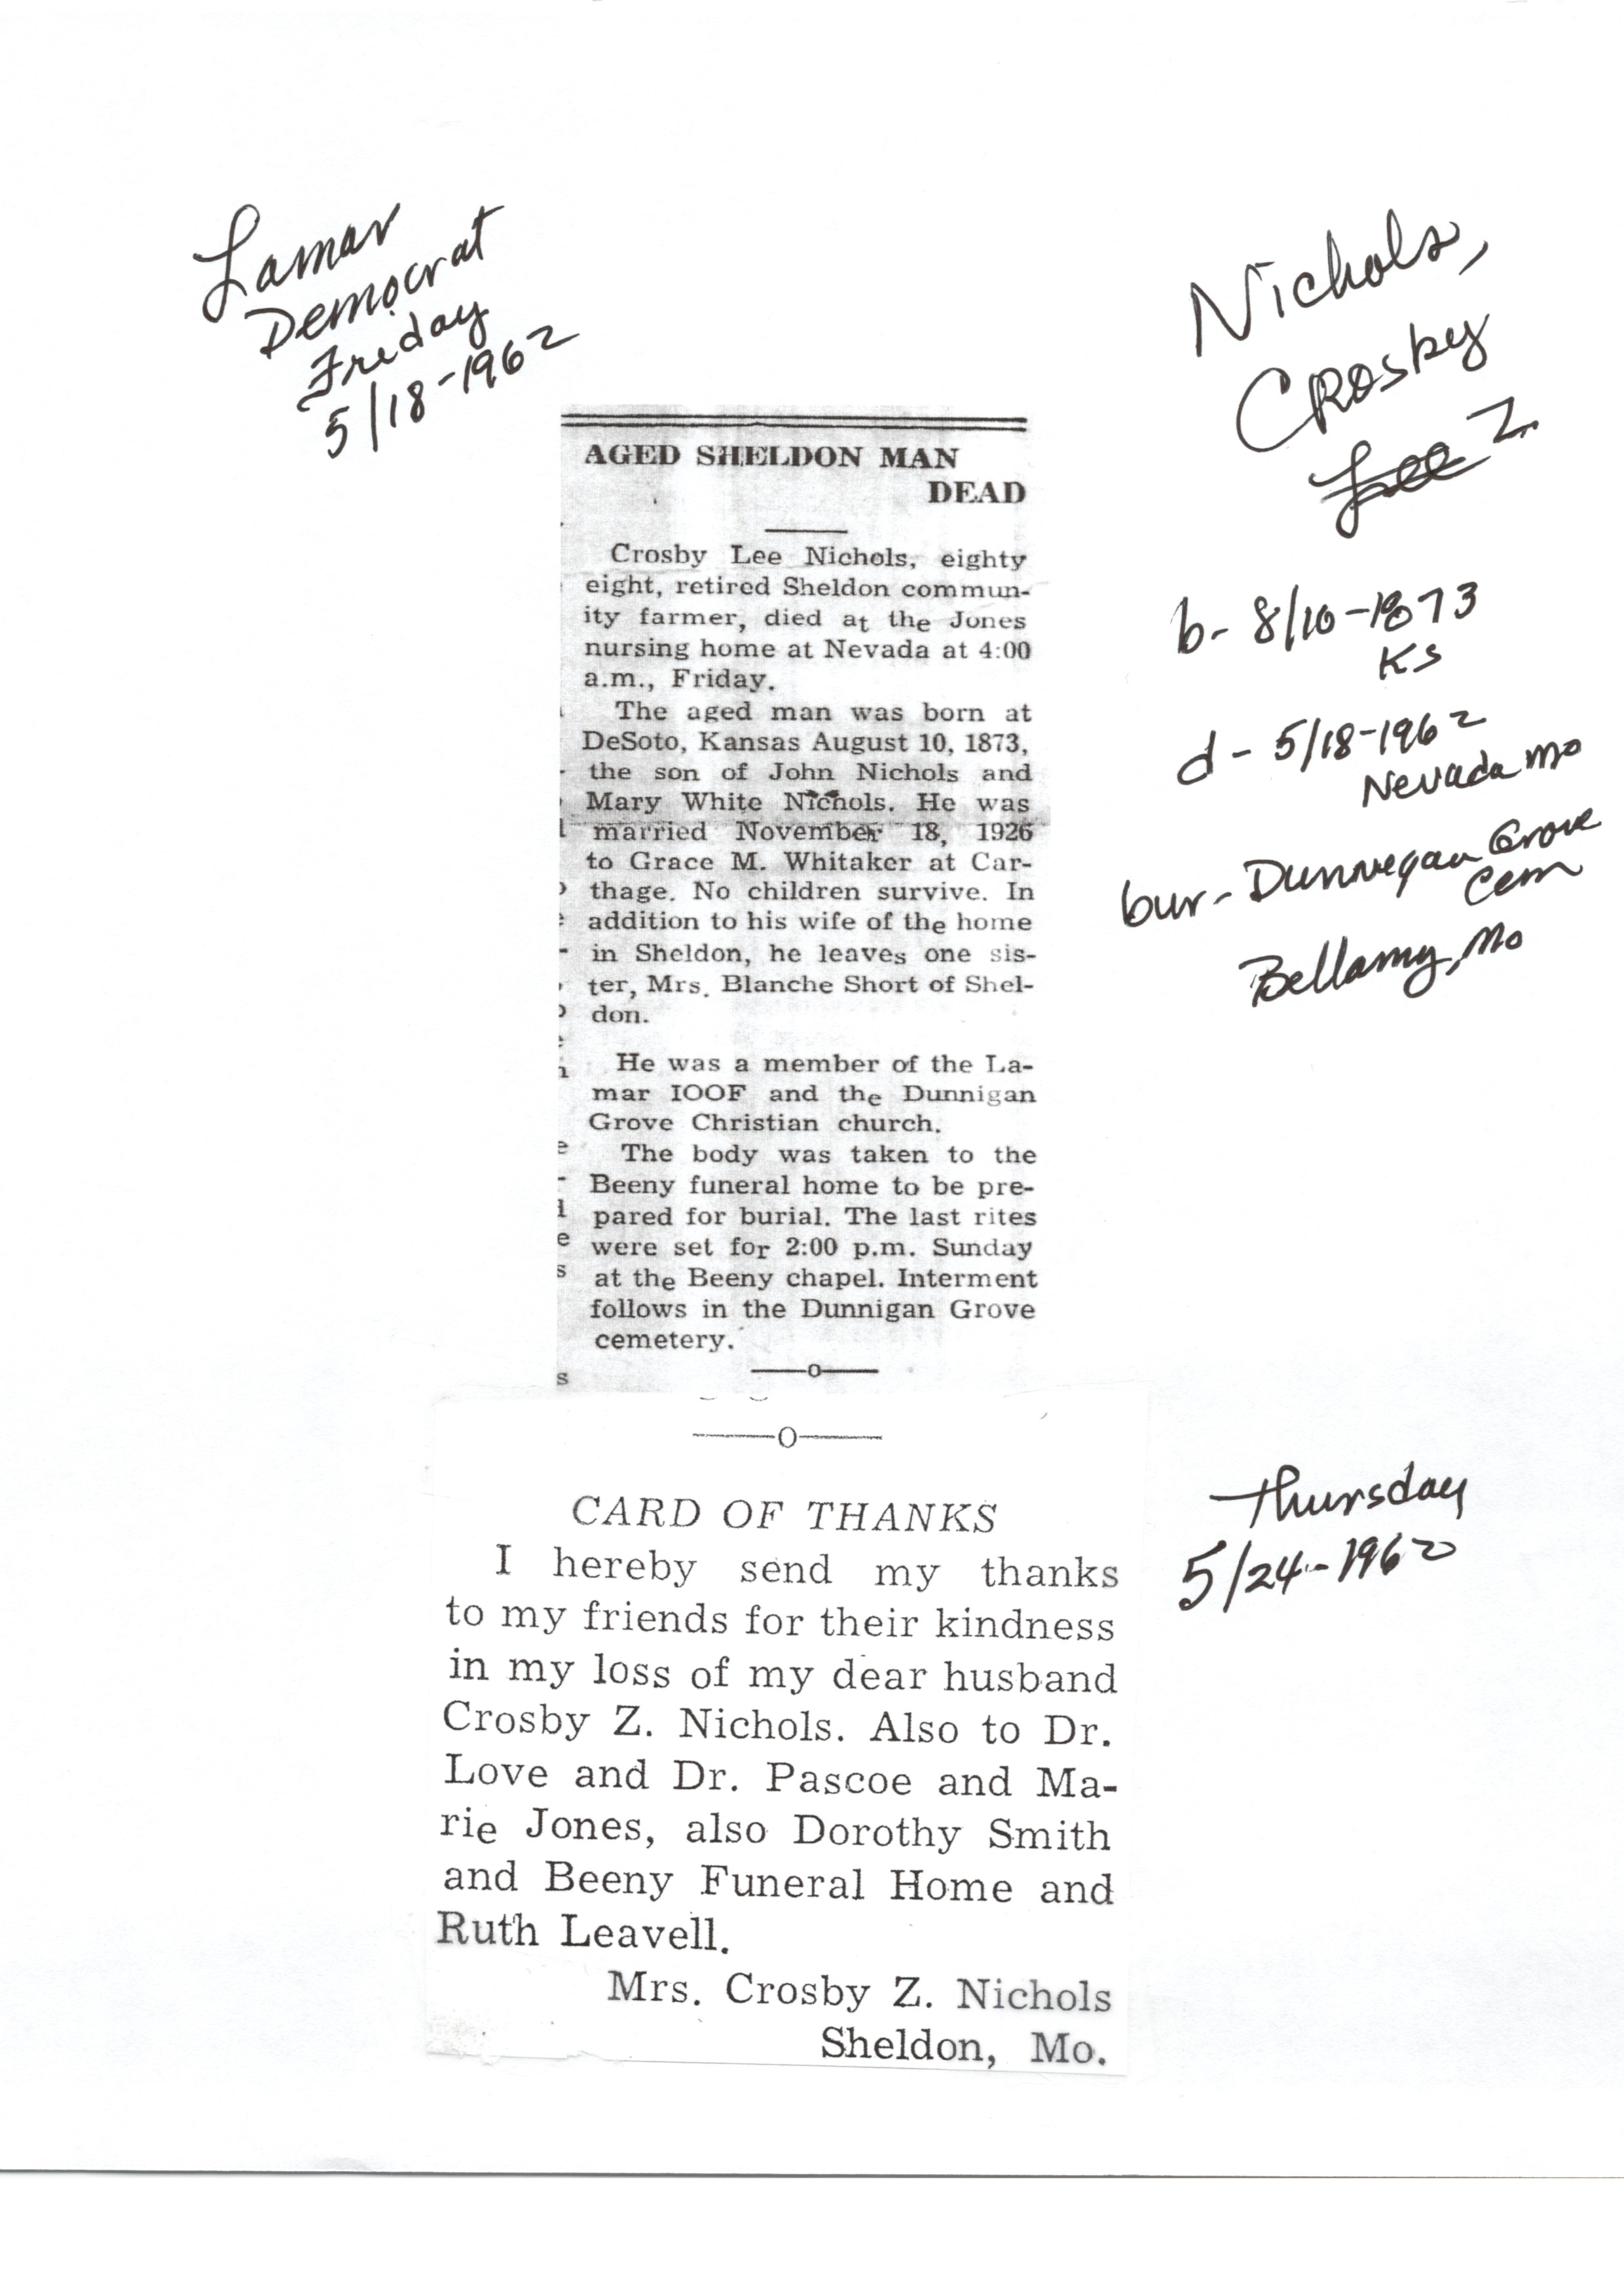 Lamar
Democrat
Freday
5/18-1962
Nichols,
Crosby
Lee Z.
b- 8/10-1873
KS
d- 5/18-1962
Nevada Mo
bur- Dunnegan Grove
Cem
Bellamy, Mo
AGED SHELDON MAN
DEAD
Crosby Lee Nichols, eighty
eight, retired Sheldon commun-
ity farmer, died at the Jones
nursing home at Nevada at 4:00
a.m., Friday.
The aged man was born at
DeSoto, Kansas August 10, 1873,
the son of John Nichols and
Mary White Nichols. He was
married November 18, 1926
to Grace M. Whitaker at Car-
thage. No children survive. In
addition to his wife of the home
in Sheldon, he leaves one sis-
ter, Mrs. Blanche Short of Shel-
don.
He was a member of the La-
mar IOOF and the Dunnigan
Grove Christian church.
The body was taken to the
Beeny funeral home to be pre-
pared for burial. The last rites
were set for 2:00 p.m. Sunday
at the Beeny chapel. Interment
follows in the Dunnigan Grove
cemetery.
—o—
—O—
CARD OF THANKS
I hereby send my thanks
to my friends for their kindness
in my loss of my dear husband
Crosby Z. Nichols. Also to Dr.
Love and Dr. Pascoe and Ma-
rie Jones, also Dorothy Smith
and Beeny Funeral Home and
Ruth Leavell.
Mrs. Crosby Z. Nichols
Sheldon, Mo.
Thursday
5/24-1962